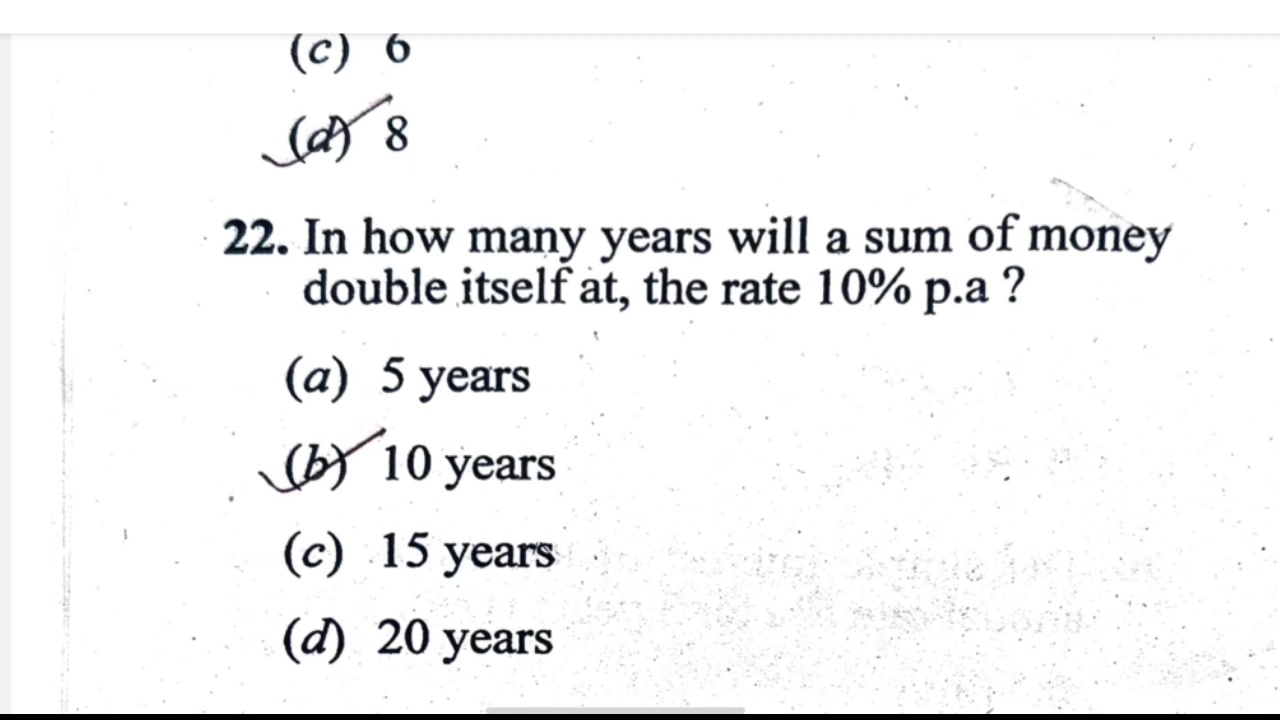 (c) 6
(d) 8
22. In how many years will a sum of money
double itself at, the rate 10% p.a ?
(a) 5 years
(b) 10 years
(c) 15 years
(d) 20 years